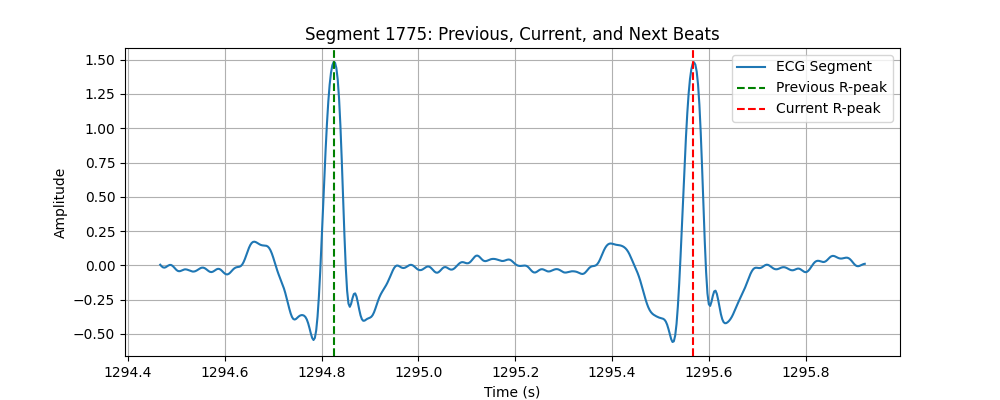 Segment 1775: Previous, Current, and Next Beats
ECG Segment
Previous R-peak
Current R-peak
Amplitude
1.50
1.25
1.00
0.75
0.50
0.25
0.00
−0.25
−0.50
1294.4 1294.6 1294.8 1295.0 1295.2 1295.4 1295.6 1295.8
Time (s)